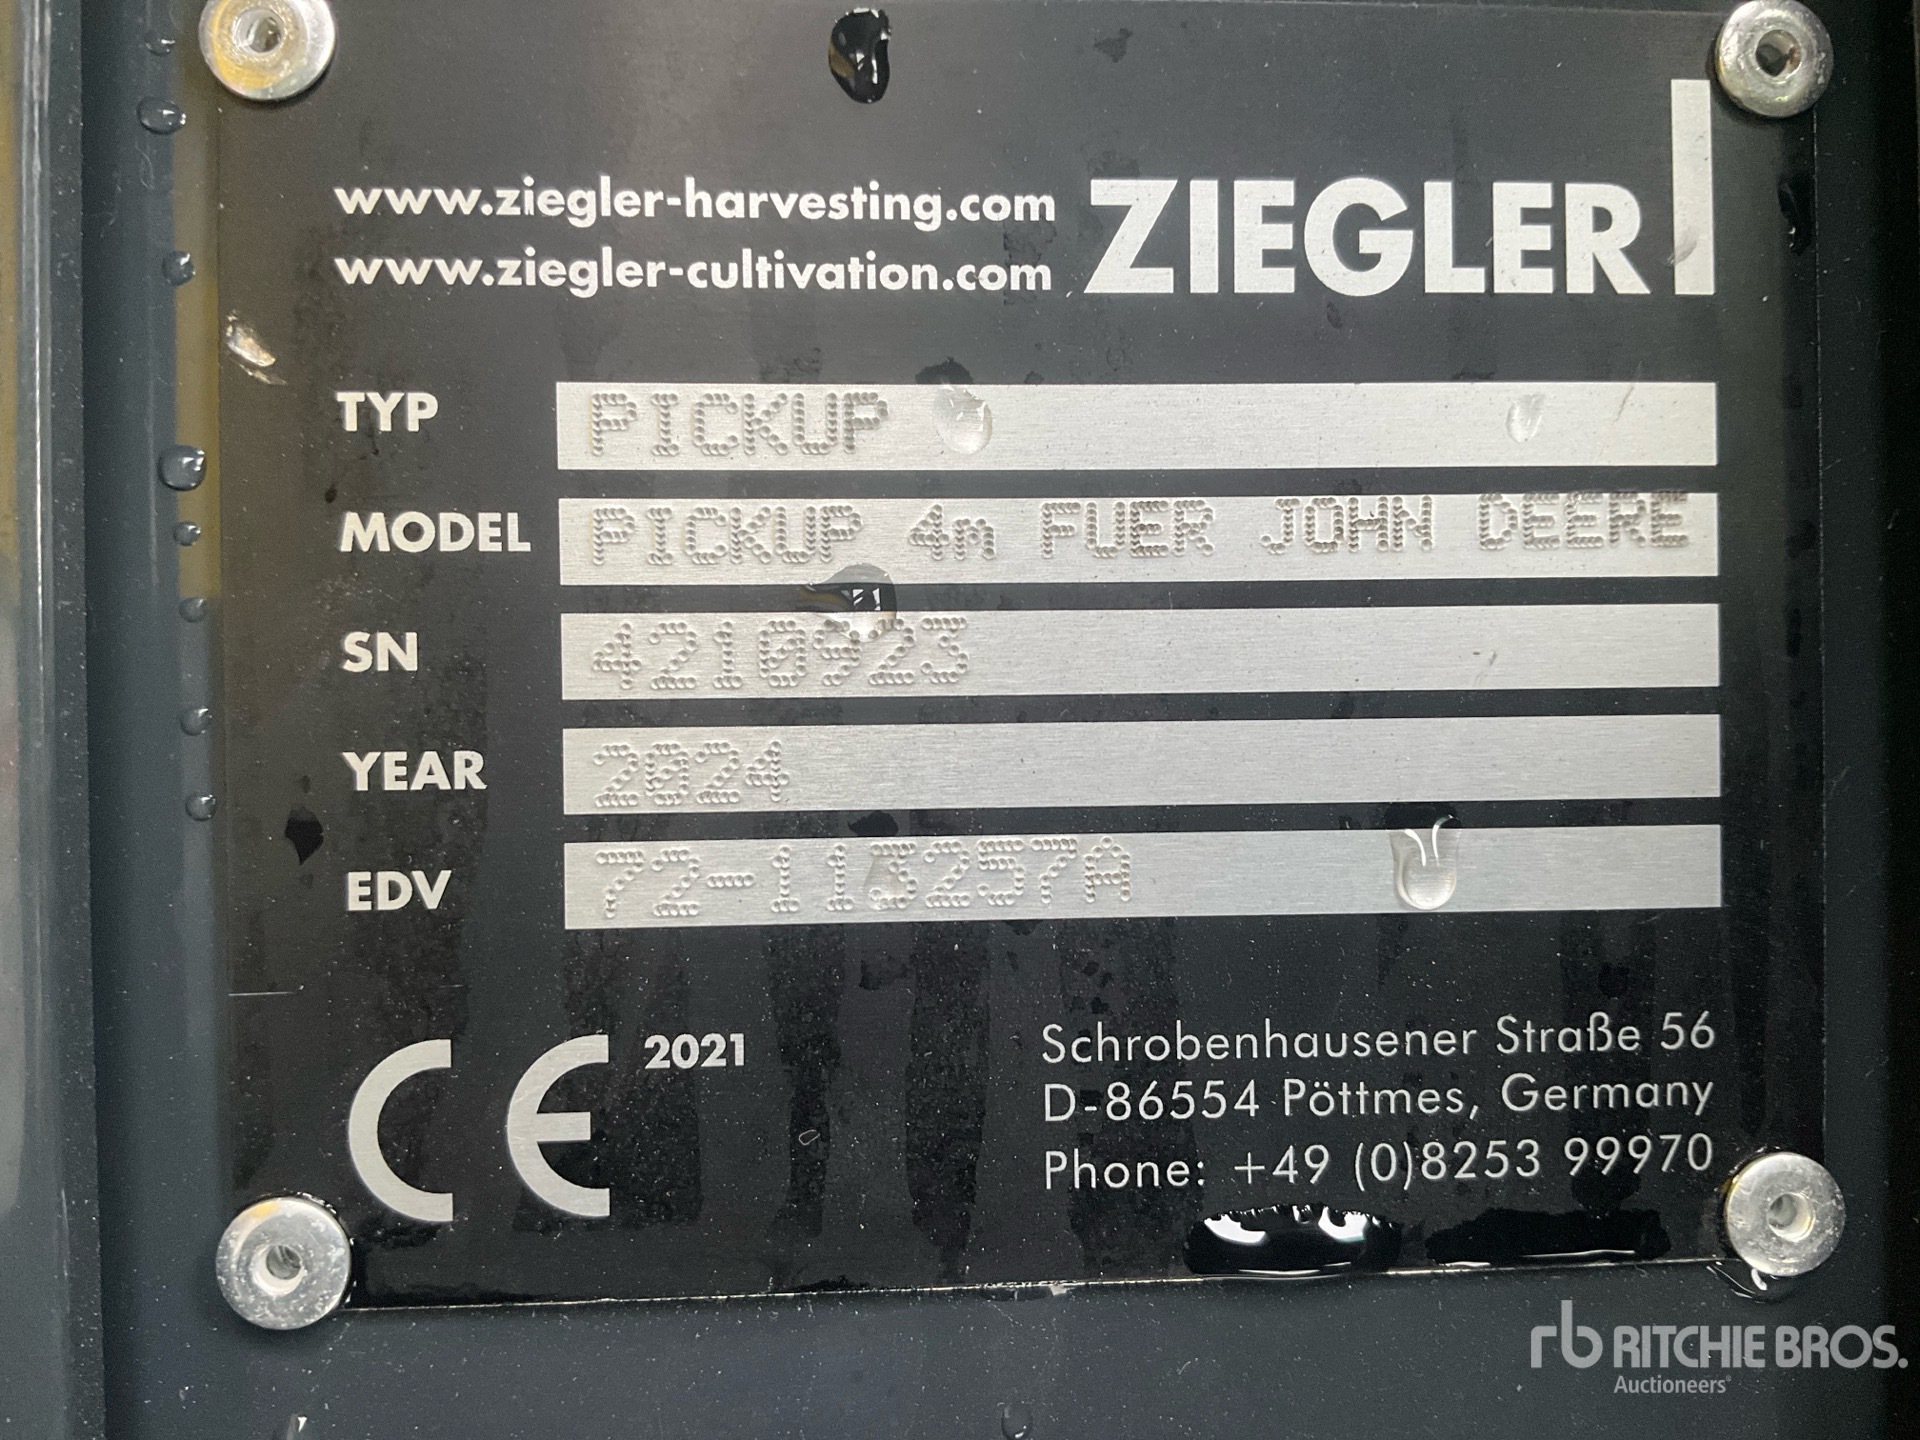 www.ziegler-harvesting.com
www.ziegler-cultivation.com
ZIEGLER
TYP PICKUP
MODEL PICKUP 4m FUER JOHN DEERE
SN 4210923
YEAR 2024
EDV 72-113257A
CE 2021
Schrobenhausener Straße 56
D-86554 Pöttmes, Germany
Phone: +49 (0)8253 99970
rb RITCHIE BROS.
Auctioneers®